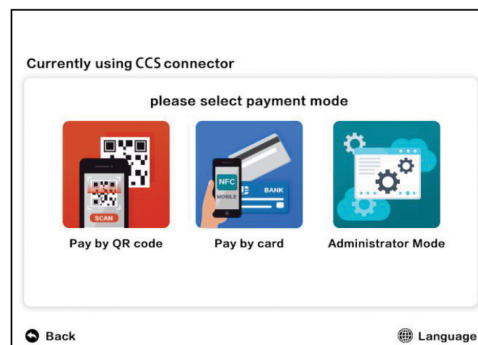 Currently using CCS connector
please select payment mode
NFC
MOBILE
BANK
SCAN
Pay by QR code
Pay by card
Administrator Mode
Back
Language